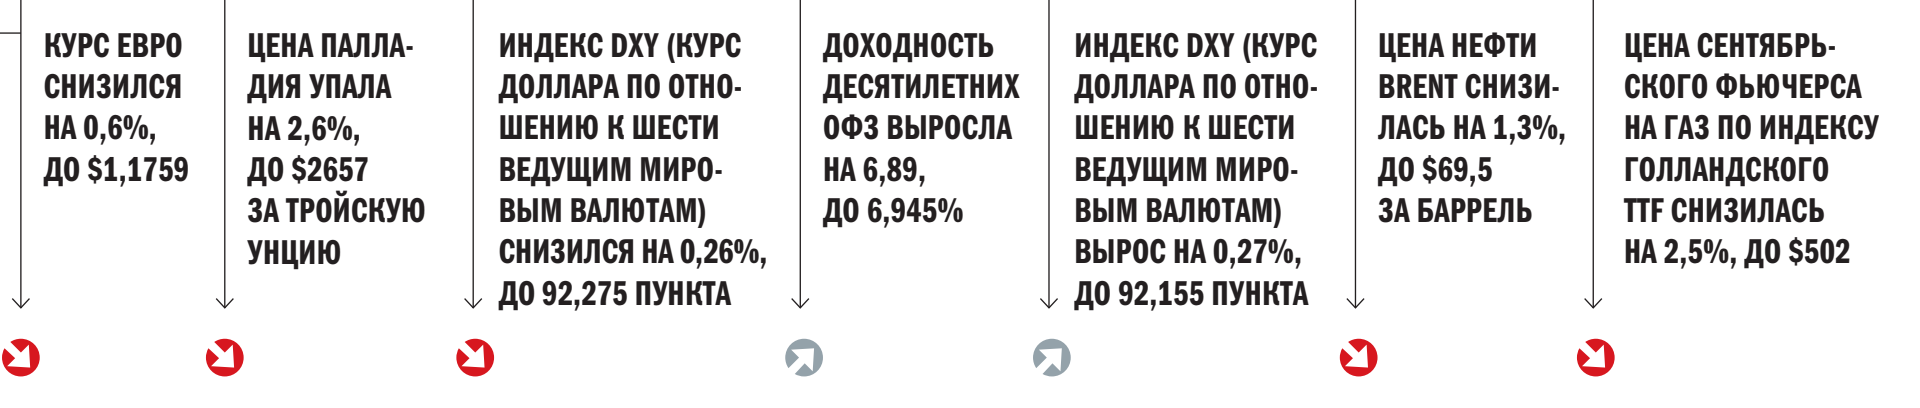 КУРС ЕВРО
СНИЗИЛСЯ
НА 0,6%,
ДО $1,1759
ЦЕНА ПАЛЛА-
ДИЯ УПАЛА
НА 2,6%,
ДО $2657
ЗА ТРОЙСКУЮ
УНЦИЮ
ИНДЕКС DXY (КУРС
ДОЛЛАРА ПО ОТНО-
ШЕНИЮ К ШЕСТИ
ВЕДУЩИМ МИРО-
ВЫМ ВАЛЮТАМ)
СНИЗИЛСЯ НА 0,26%,
ДО 92,275 ПУНКТА
ДОХОДНОСТЬ
ДЕСЯТИЛЕТНИХ
ОФЗ ВЫРОСЛА
НА 6,89,
ДО 6,945%
ИНДЕКС DXY (КУРС
ДОЛЛАРА ПО ОТНО-
ШЕНИЮ К ШЕСТИ
ВЕДУЩИМ МИРО-
ВЫМ ВАЛЮТАМ)
ВЫРОС НА 0,27%,
ДО 92,155 ПУНКТА
ЦЕНА НЕФТИ
BRENT СНИЗИ-
ЛАСЬ НА 1,3%,
ДО $69,5
ЗА БАРРЕЛЬ
ЦЕНА СЕНТЯБРЬ-
СКОГО ФЬЮЧЕРСА
НА ГАЗ ПО ИНДЕКСУ
ГОЛЛАНДСКОГО
TTF СНИЗИЛАСЬ
НА 2,5%, ДО $502